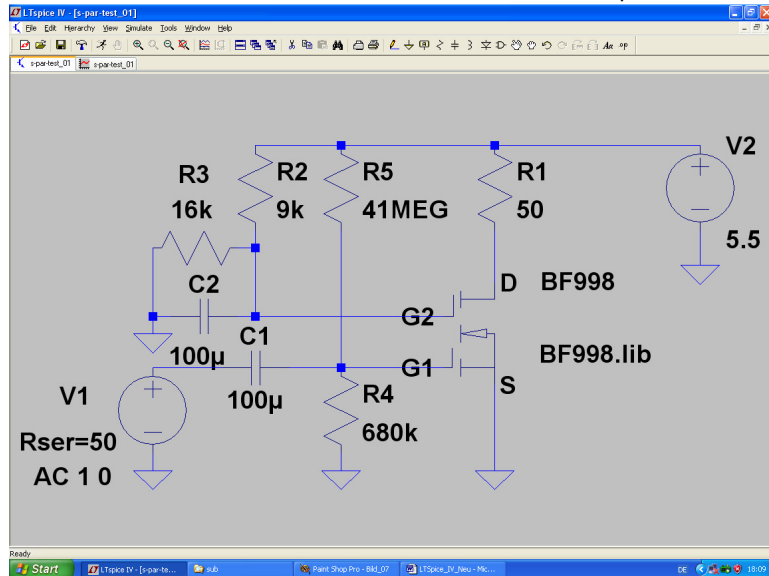 LTspice IV - [s-par-test_01]
File Edit Hierarchy View Simulate Tools Window Help
s-par-test_01 s-par-test_01
V2
R3 R2 R5 R1
16k 9k 41MEG 50
5.5
C2 D BF998
G2
C1
100µ BF998.lib
G1
V1 100µ R4 S
Rser=50 680k
AC 1 0
Ready
Start LTspice IV - [s-par-te... sub Paint Shop Pro - Bild_07 LTSpice_IV_Neu - Mic... DE 18:09